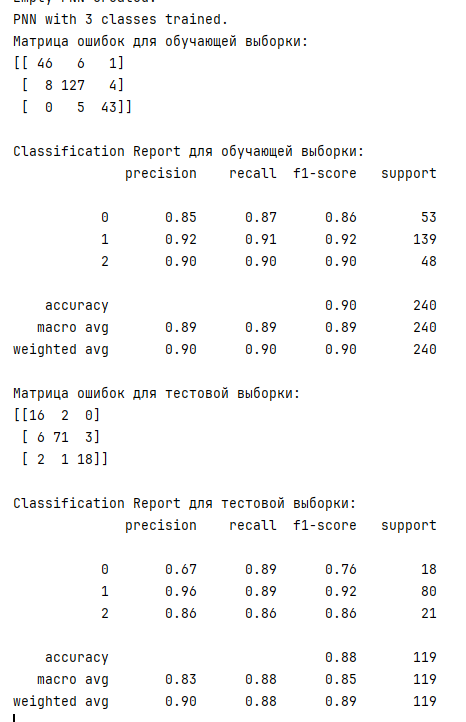 Empty PNN created.
PNN with 3 classes trained.
Матрица ошибок для обучающей выборки:
[[ 46   6   1]
 [  8 127   4]
 [  0   5  43]]
Classification Report для обучающей выборки:
              precision    recall  f1-score   support
           0       0.85      0.87      0.86        53
           1       0.92      0.91      0.92       139
           2       0.90      0.90      0.90        48
    accuracy                           0.90       240
   macro avg       0.89      0.89      0.89       240
weighted avg       0.90      0.90      0.90       240
Матрица ошибок для тестовой выборки:
[[16  2  0]
 [ 6 71  3]
 [ 2  1 18]]
Classification Report для тестовой выборки:
              precision    recall  f1-score   support
           0       0.67      0.89      0.76        18
           1       0.96      0.89      0.92        80
           2       0.86      0.86      0.86        21
    accuracy                           0.88       119
   macro avg       0.83      0.88      0.85       119
weighted avg       0.90      0.88      0.89       119